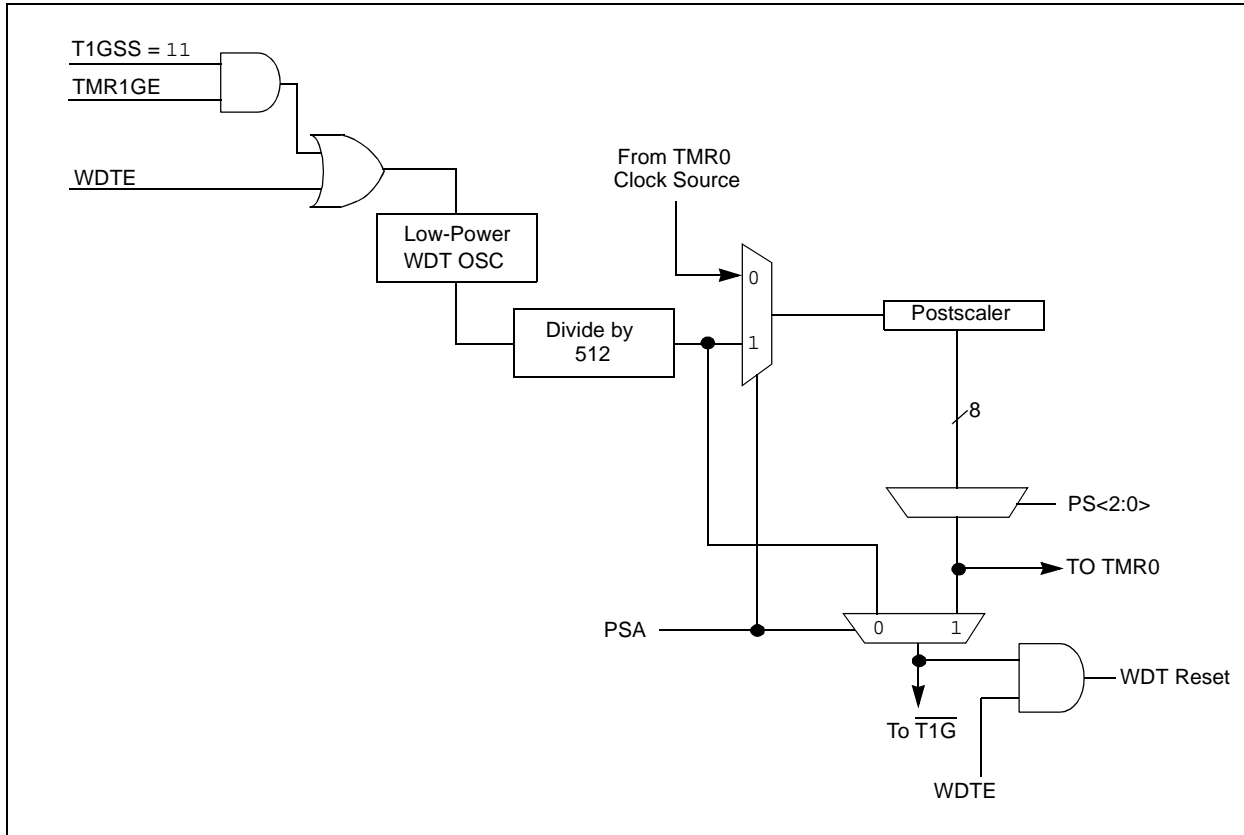 T1GSS = 11
TMR1GE
WDTE
From TMR0
Clock Source
Low-Power
WDT OSC
0
Divide by
512
1
Postscaler
8
PS<2:0>
TO TMR0
PSA
0
1
WDT Reset
To T1G
WDTE